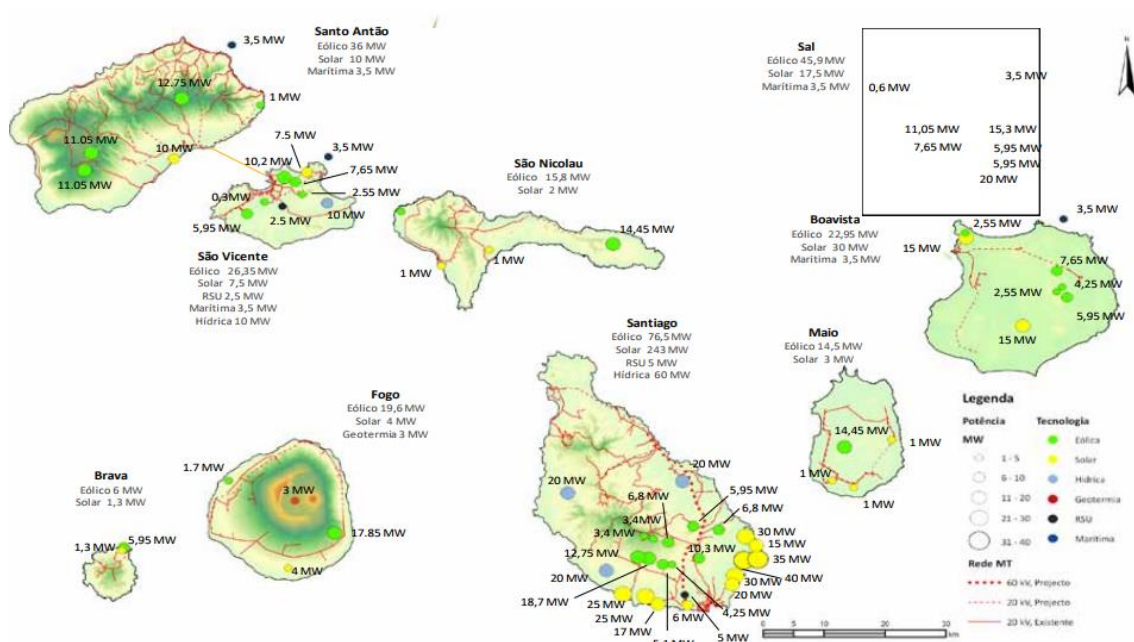 Santo Antão
Eólico 36 MW
Solar 10 MW
Marítima 3,5 MW
3,5 MW
12.75 MW
1 MW
11.05 MW
11.05 MW
10 MW
7.5 MW
3,5 MW
10,2 MW
7,65 MW
2.55 MW
0,3MW
10 MW
5,95 MW
2.5 MW
São Vicente
Eólico 26,35 MW
Solar 7,5 MW
RSU 2,5 MW
Marítima 3,5 MW
Hídrica 10 MW
São Nicolau
Eólico 15,8 MW
Solar 2 MW
14,45 MW
1 MW
1 MW
Sal
Eólico 45,9 MW
Solar 17,5 MW
Marítima 3,5 MW
3,5 MW
0,6 MW
11,05 MW
15,3 MW
7,65 MW
5,95 MW
5,95 MW
20 MW
Boavista
Eólico 22,95 MW
Solar 30 MW
Marítima 3,5 MW
3,5 MW
2,55 MW
15 MW
7,65 MW
4,25 MW
2,55 MW
5,95 MW
15 MW
Maio
Eólico 14,5 MW
Solar 3 MW
14,45 MW
1 MW
1 MW
1 MW
Santiago
Eólico 76,5 MW
Solar 243 MW
RSU 5 MW
Hídrica 60 MW
20 MW
20 MW
5,95 MW
6,8 MW
6,8 MW
3,4MW
3,4 MW
30 MW
15 MW
12,75 MW
10,3 MW
35 MW
20 MW
40 MW
30 MW
18,7 MW
20 MW
25 MW
4,25 MW
25 MW
6 MW
17 MW
5 MW
Fogo
Eólico 19,6 MW
Solar 4 MW
Geotermia 3 MW
1.7 MW
3 MW
17.85 MW
4 MW
Brava
Eólico 6 MW
Solar 1,3 MW
5,95 MW
1,3 MW
Legenda
Potência
Tecnologia
MW
Eólica
1 - 5
Solar
6 - 10
Hídrica
11 - 20
Geotermia
21 - 30
RSU
31 - 40
Marítima
Rede MT
60 kV, Projecto
20 kV, Projecto
20 kV, Existente
0
10
20
30
km